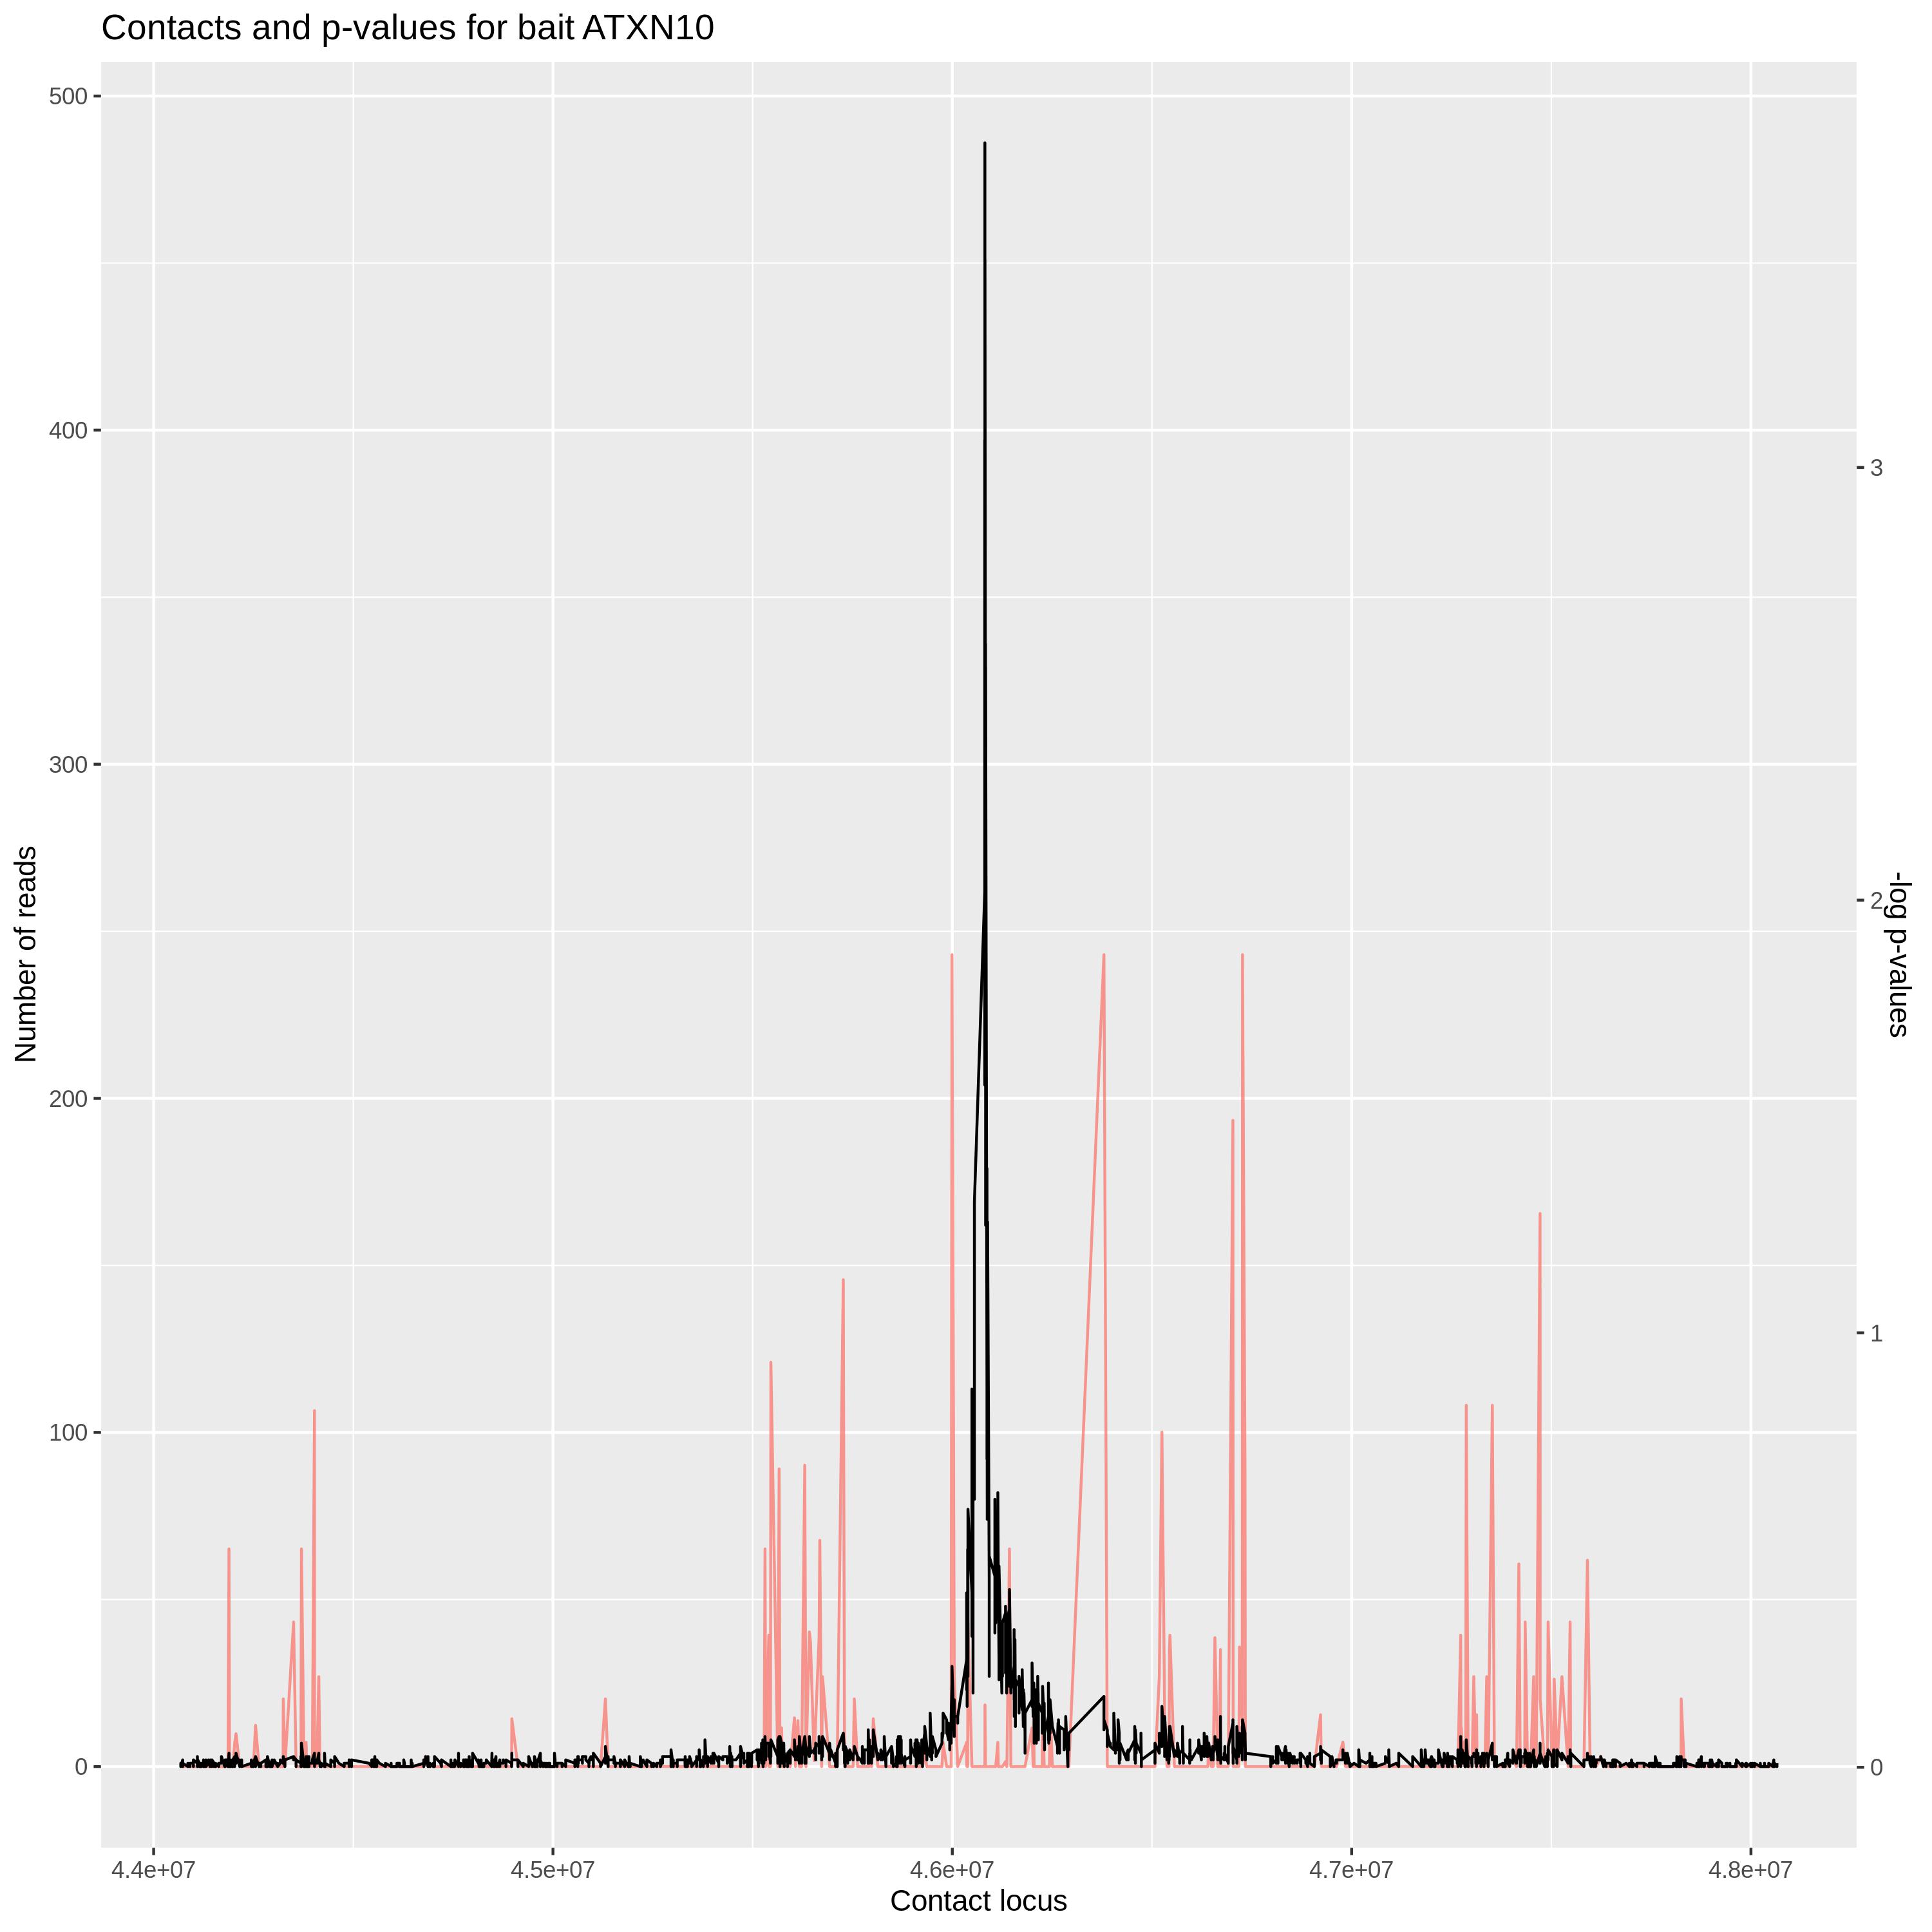 Contacts and p-values for bait ATXN10
500
400
300
200
100
0
Number of reads
3
2
1
0
-log p-values
4.4e+07 4.5e+07 4.6e+07 4.7e+07 4.8e+07
Contact locus